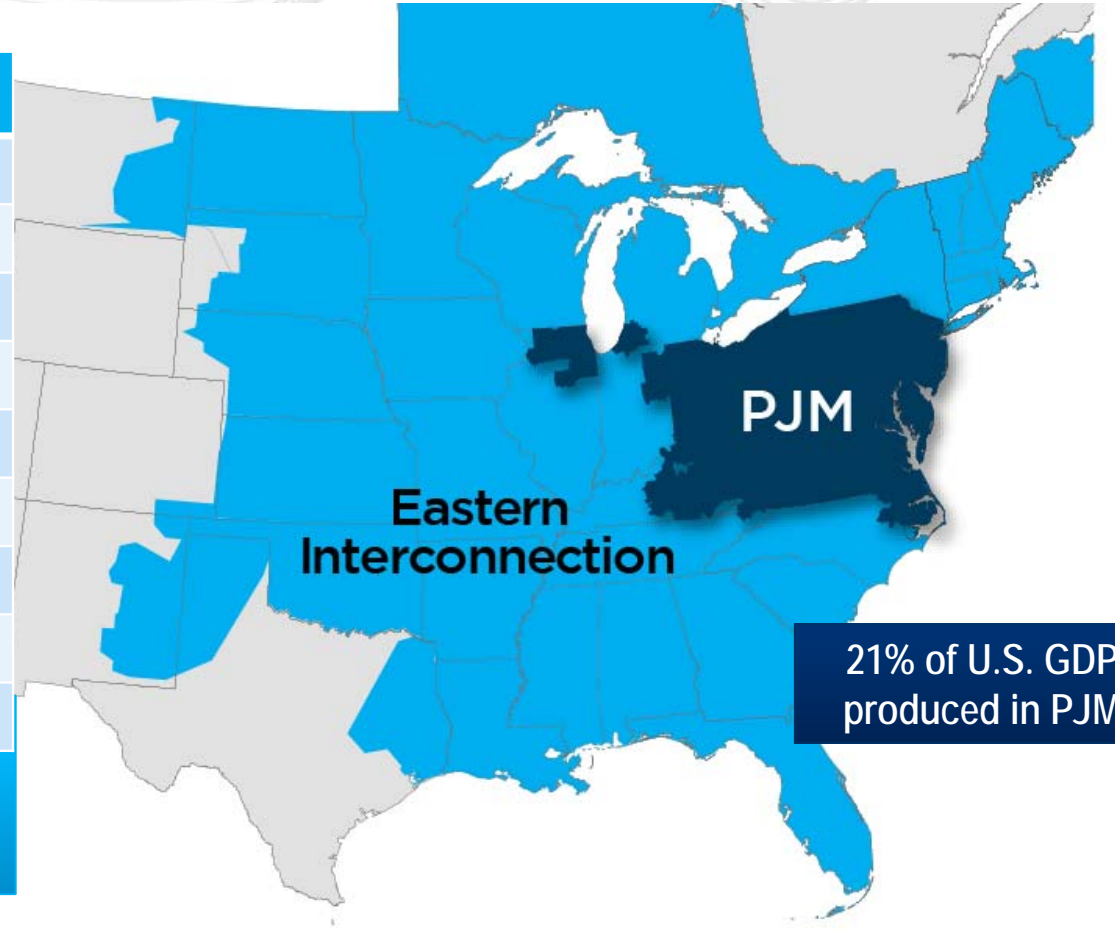 PJM
Eastern
Interconnection
21% of U.S. GDP
produced in PJM